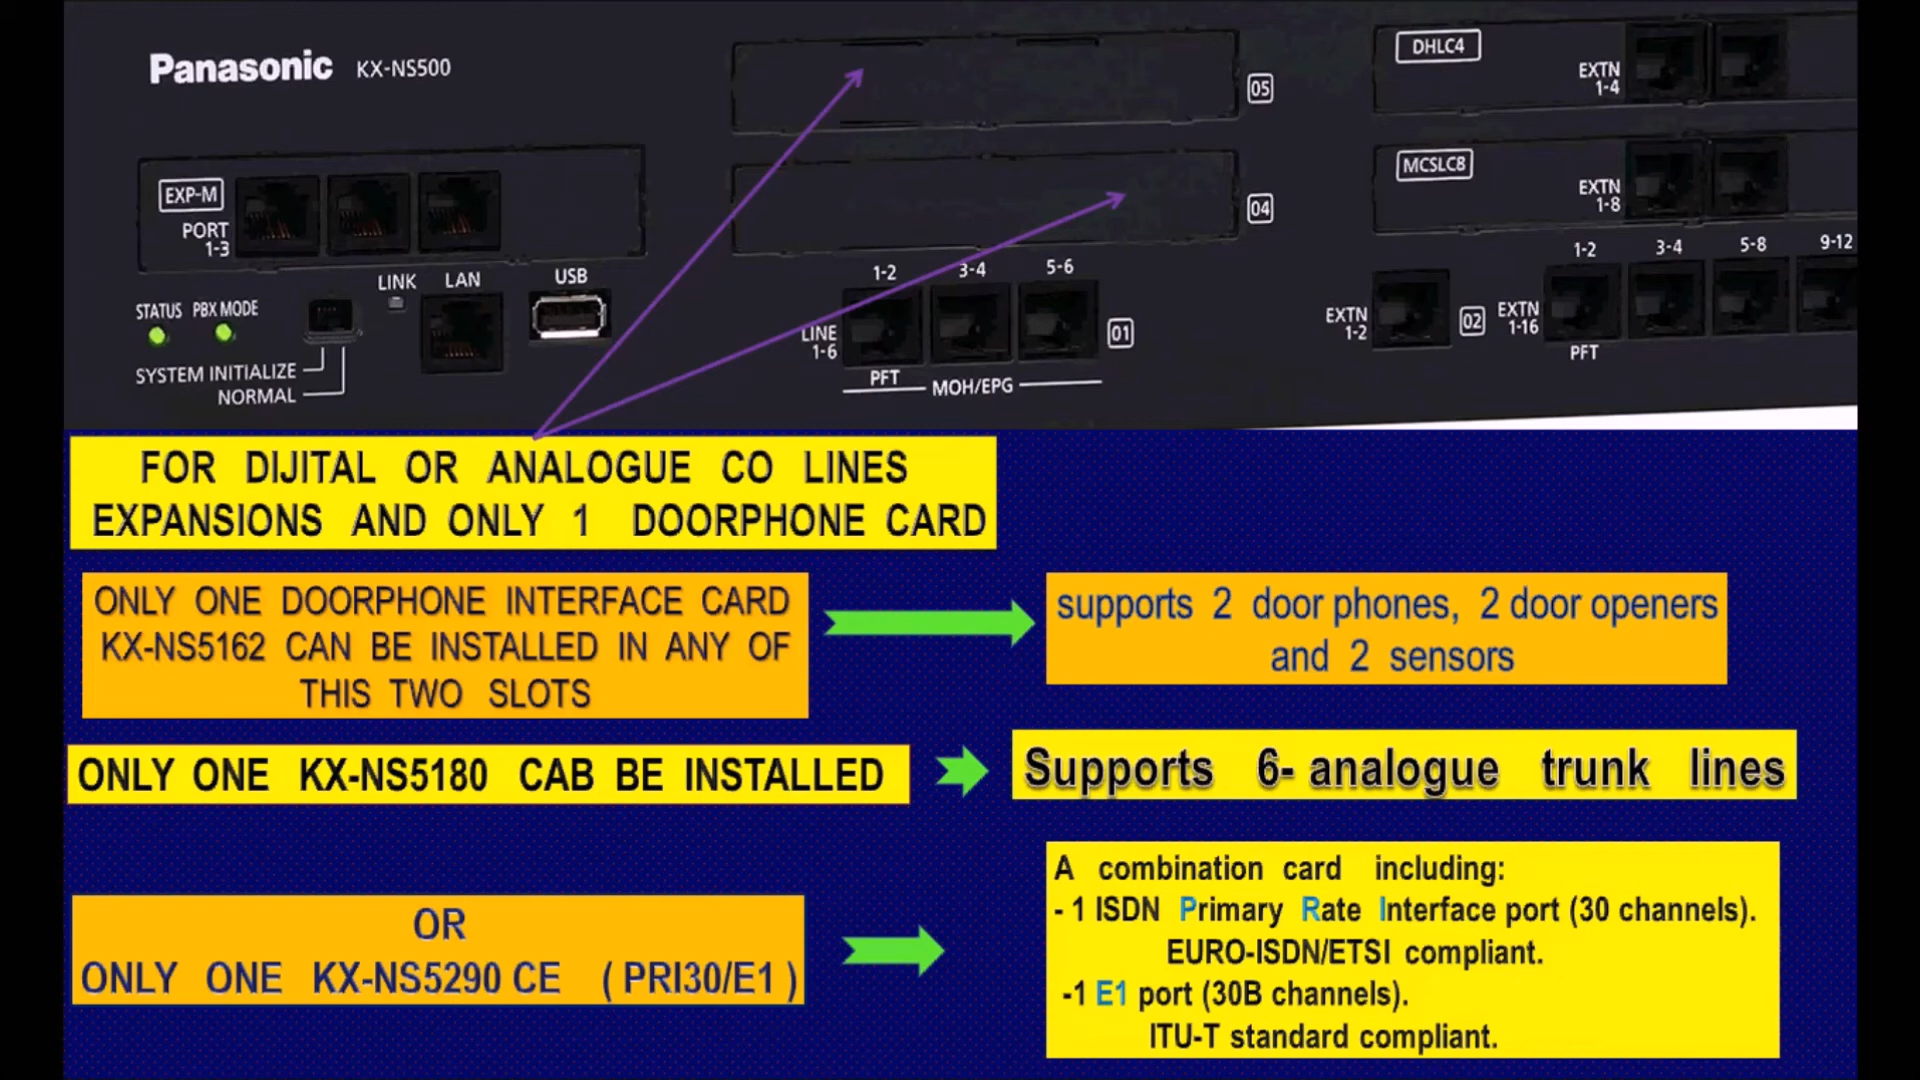 Panasonic KX-NS500
05
DHLC4
EXTN
1-4
EXP-M
PORT
1-3
04
MCSLC8
EXTN
1-8
LINK
LAN
USB
STATUS
PBX MODE
SYSTEM INITIALIZE
NORMAL
1-2
3-4
5-6
LINE
1-6
01
PFT
MOH/EPG
EXTN
1-2
02
EXTN
1-16
1-2
3-4
5-8
9-12
PFT
FOR DIJITAL OR ANALOGUE CO LINES
EXPANSIONS AND ONLY 1 DOORPHONE CARD
ONLY ONE DOORPHONE INTERFACE CARD
KX-NS5162 CAN BE INSTALLED IN ANY OF
THIS TWO SLOTS
supports 2 door phones, 2 door openers
and 2 sensors
ONLY ONE KX-NS5180 CAB BE INSTALLED
Supports 6- analogue trunk lines
OR
ONLY ONE KX-NS5290 CE ( PRI30/E1 )
A combination card including:
- 1 ISDN Primary Rate Interface port (30 channels).
EURO-ISDN/ETSI compliant.
-1 E1 port (30B channels).
ITU-T standard compliant.